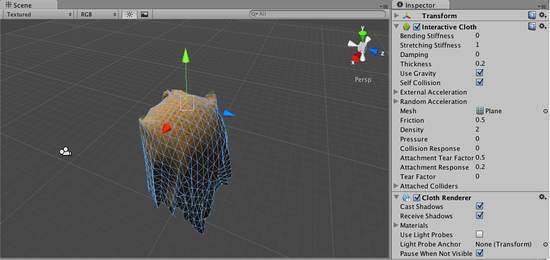 Scene
Textured RGB All
y
x
z
Persp
Inspector
Transform
Interactive Cloth
Bending Stiffness 0
Stretching Stiffness 1
Damping 0
Thickness 0.2
Use Gravity
Self Collision
External Acceleration
Random Acceleration
Mesh Plane
Friction 0.5
Density 2
Pressure 0
Collision Response 0
Attachment Tear Factor 0.5
Attachment Response 0.2
Tear Factor 0
Attached Colliders
Cloth Renderer
Cast Shadows
Receive Shadows
Materials
Use Light Probes
Light Probe Anchor None (Transform)
Pause When Not Visible